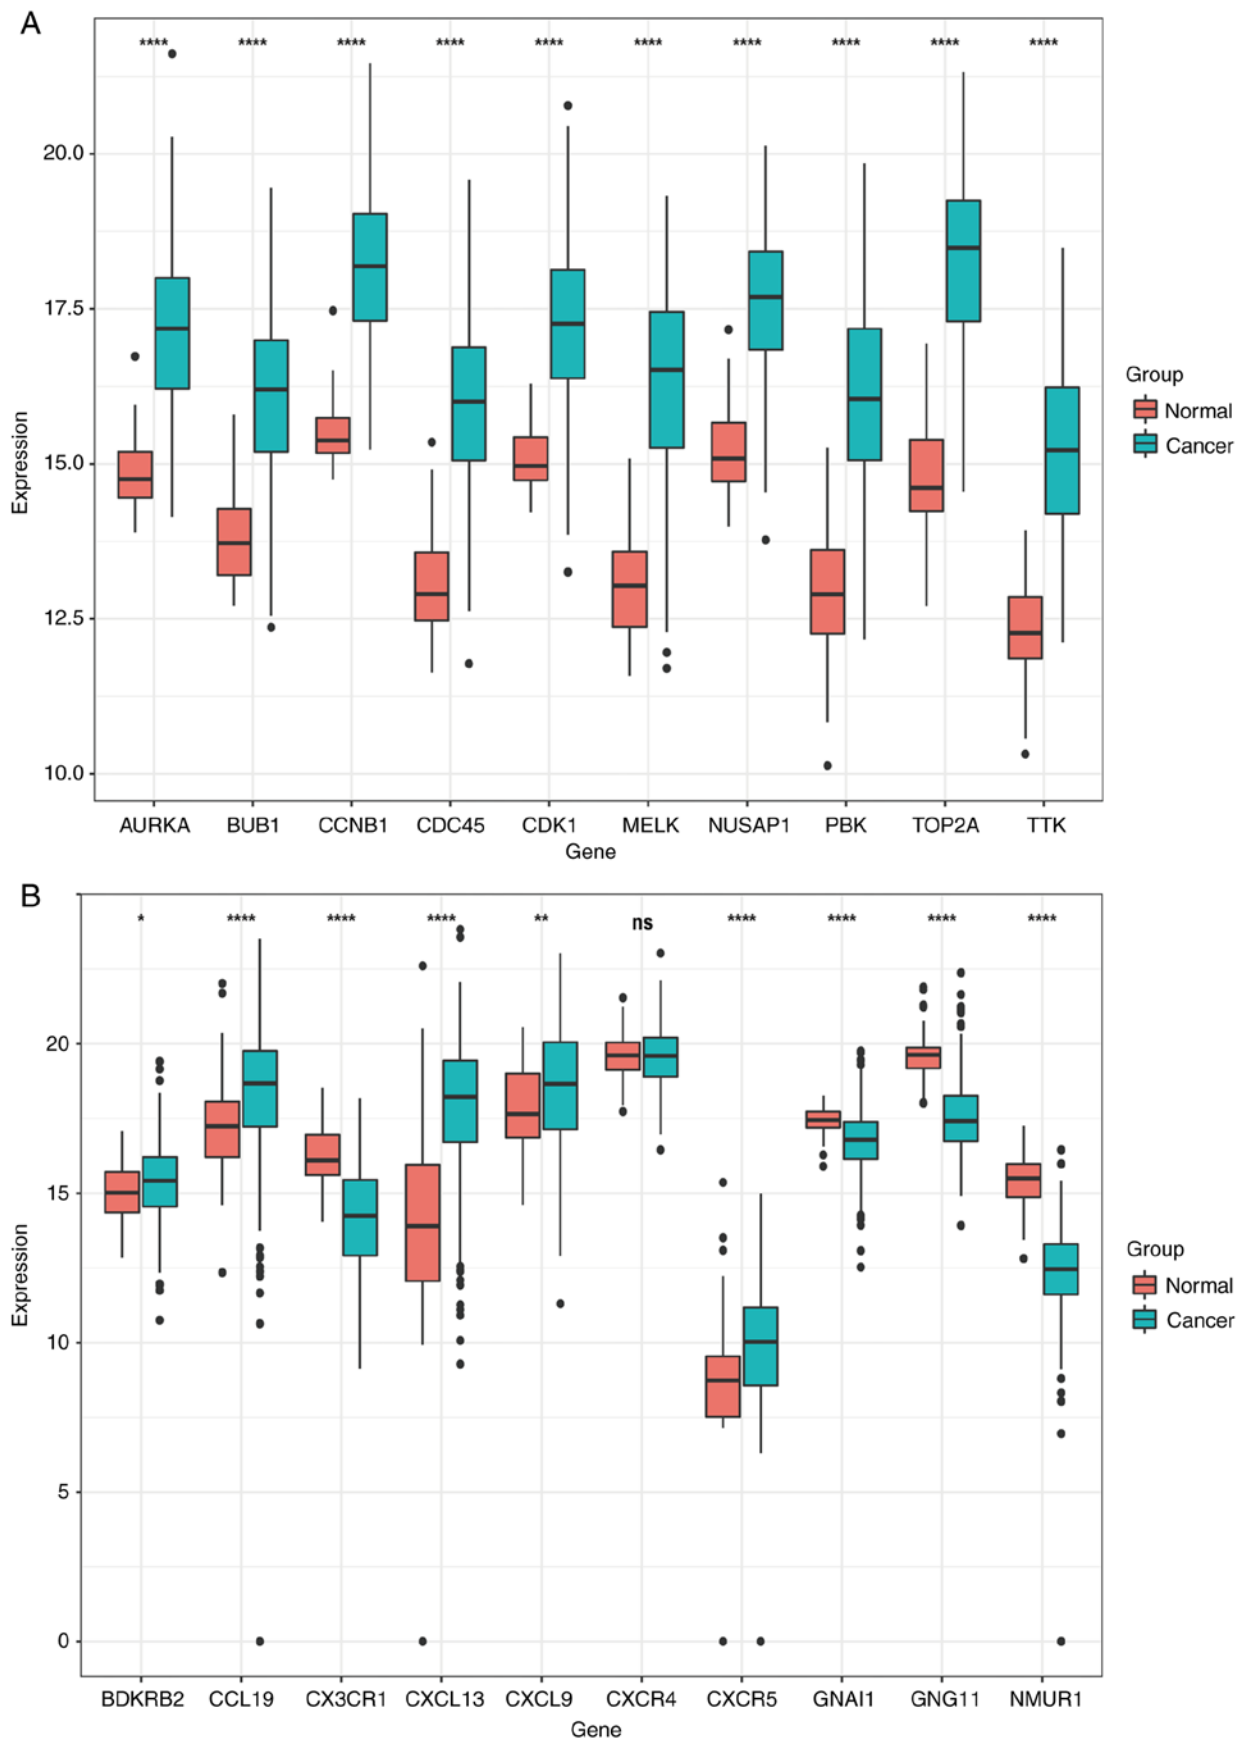 A
**** **** **** **** **** **** **** **** **** ****
20.0
17.5
15.0
12.5
10.0
Expression
AURKA BUB1 CCNB1 CDC45 CDK1 MELK NUSAP1 PBK TOP2A TTK
Gene
Group
Normal
Cancer
B
* **** **** **** ** ns **** **** **** ****
20
15
10
5
0
Expression
BDKRB2 CCL19 CX3CR1 CXCL13 CXCL9 CXCR4 CXCR5 GNAI1 GNG11 NMUR1
Gene
Group
Normal
Cancer